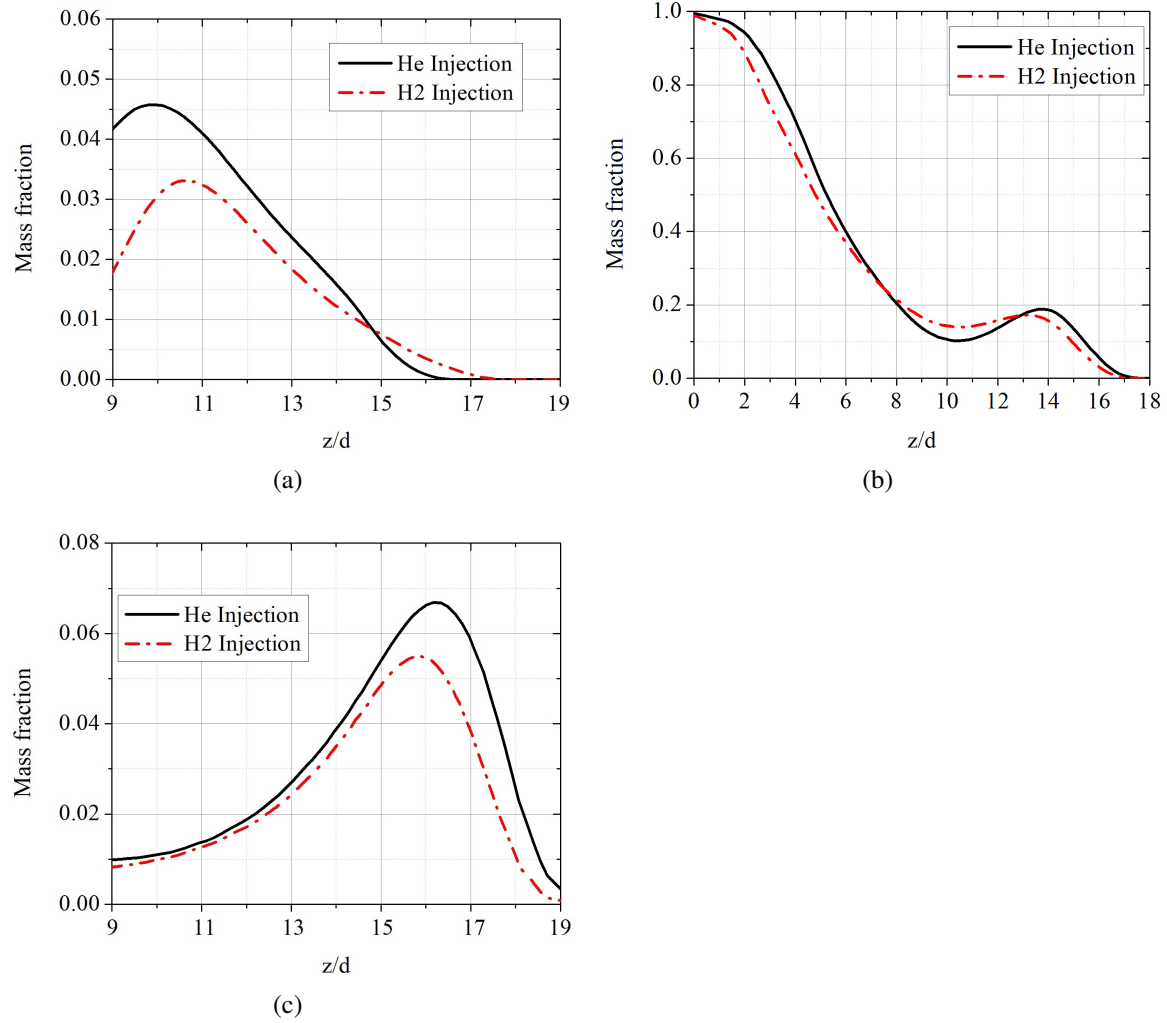 0.06
0.05
0.04
0.03
0.02
0.01
0.00
Mass fraction
He Injection
H2 Injection
9 11 13 15 17 19
z/d
(a)
1.0
0.8
0.6
0.4
0.2
0.0
Mass fraction
He Injection
H2 Injection
0 2 4 6 8 10 12 14 16 18
z/d
(b)
0.08
0.06
0.04
0.02
0.00
Mass fraction
He Injection
H2 Injection
9 11 13 15 17 19
z/d
(c)